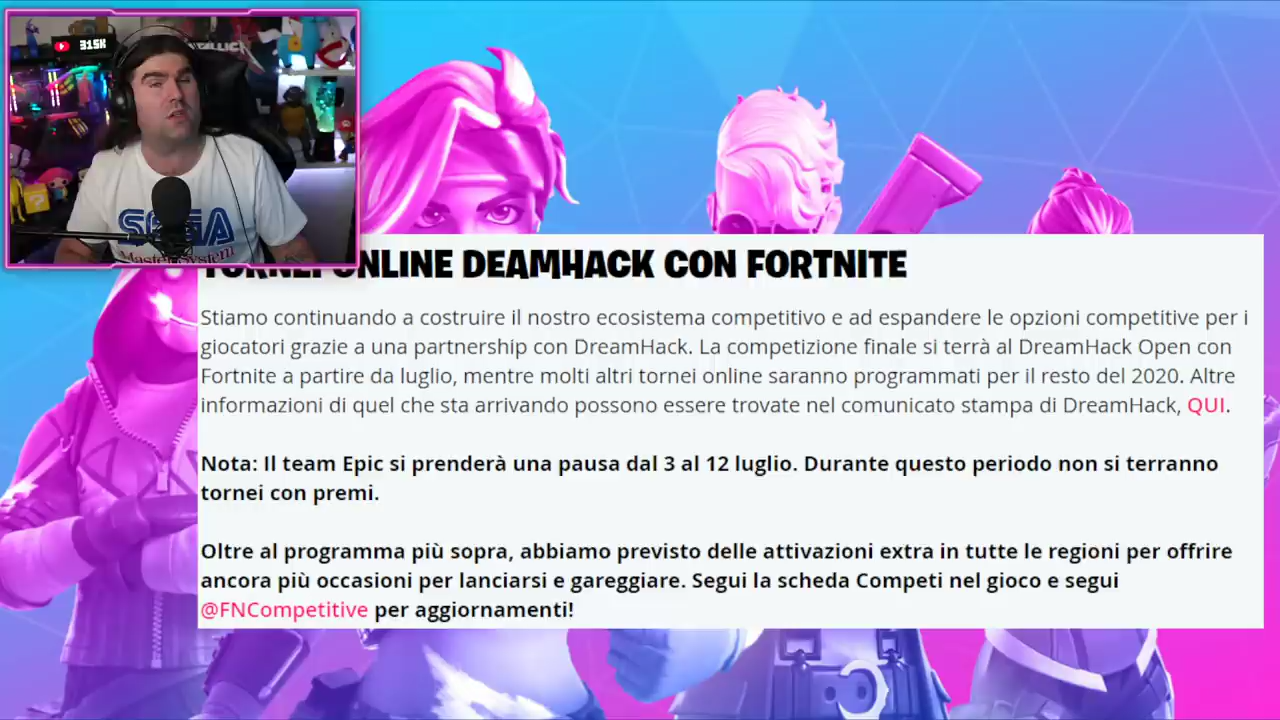 315K
METALLICA
SEGA
Master System
TORNEI ONLINE DEAMHACK CON FORTNITE
Stiamo continuando a costruire il nostro ecosistema competitivo e ad espandere le opzioni competitive per i
giocatori grazie a una partnership con DreamHack. La competizione finale si terrà al DreamHack Open con
Fortnite a partire da luglio, mentre molti altri tornei online saranno programmati per il resto del 2020. Altre
informazioni di quel che sta arrivando possono essere trovate nel comunicato stampa di DreamHack, QUI.
Nota: Il team Epic si prenderà una pausa dal 3 al 12 luglio. Durante questo periodo non si terranno
tornei con premi.
Oltre al programma più sopra, abbiamo previsto delle attivazioni extra in tutte le regioni per offrire
ancora più occasioni per lanciarsi e gareggiare. Segui la scheda Competi nel gioco e segui
@FNCompetitive per aggiornamenti!